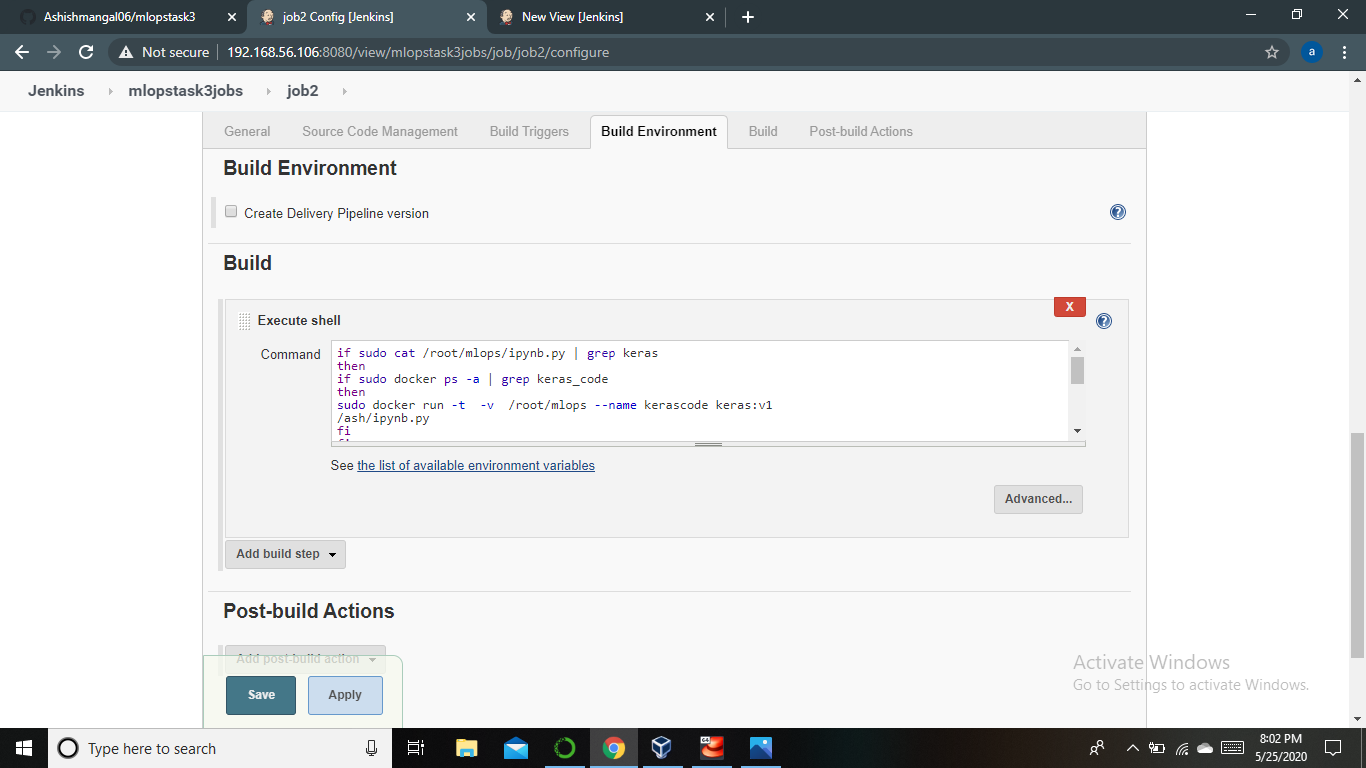 Ashishmangal06/mlopstask3
job2 Config [Jenkins]
New View [Jenkins]
Not secure
192.168.56.106:8080/view/mlopstask3jobs/job/job2/configure
a
Jenkins
mlopstask3jobs
job2
General
Source Code Management
Build Triggers
Build Environment
Build
Post-build Actions
Build Environment
Create Delivery Pipeline version
Build
X
Execute shell
Command
if sudo cat /root/mlops/ipynb.py | grep keras
then
if sudo docker ps -a | grep keras_code
then
sudo docker run -t  -v  /root/mlops --name kerascode keras:v1
/ash/ipynb.py
fi
See the list of available environment variables
Advanced...
Add build step
Post-build Actions
Add post-build action
Save
Apply
Activate Windows
Go to Settings to activate Windows.
Type here to search
8:02 PM
5/25/2020